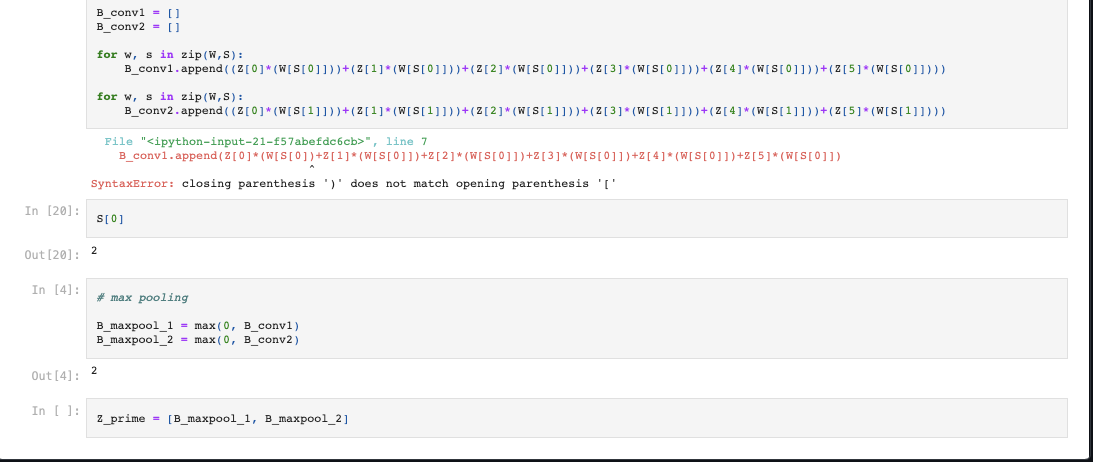 B_conv1 = []
B_conv2 = []
for w, s in zip(W,S):
B_conv1.append((Z[0]*(W[S[0]]))+(Z[1]*(W[S[0]]))+(Z[2]*(W[S[0]]))+(Z[3]*(W[S[0]]))+(Z[4]*(W[S[0]]))+(Z[5]*(W[S[0]])))
for w, s in zip(W,S):
B_conv2.append((Z[0]*(W[S[1]]))+(Z[1]*(W[S[1]]))+(Z[2]*(W[S[1]]))+(Z[3]*(W[S[1]]))+(Z[4]*(W[S[1]]))+(Z[5]*(W[S[1]])))
File "<ipython-input-21-f57abefdc6cb>", line 7
B_conv1.append(Z[0]*(W[S[0])+Z[1]*(W[S[0]])+Z[2]*(W[S[0]])+Z[3]*(W[S[0]])+Z[4]*(W[S[0]])+Z[5]*(W[S[0]])
^
SyntaxError: closing parenthesis ')' does not match opening parenthesis '['
In [20]: S[0]
Out[20]: 2
In [4]: # max pooling
B_maxpool_1 = max(0, B_conv1)
B_maxpool_2 = max(0, B_conv2)
Out[4]: 2
In [ ]: Z_prime = [B_maxpool_1, B_maxpool_2]